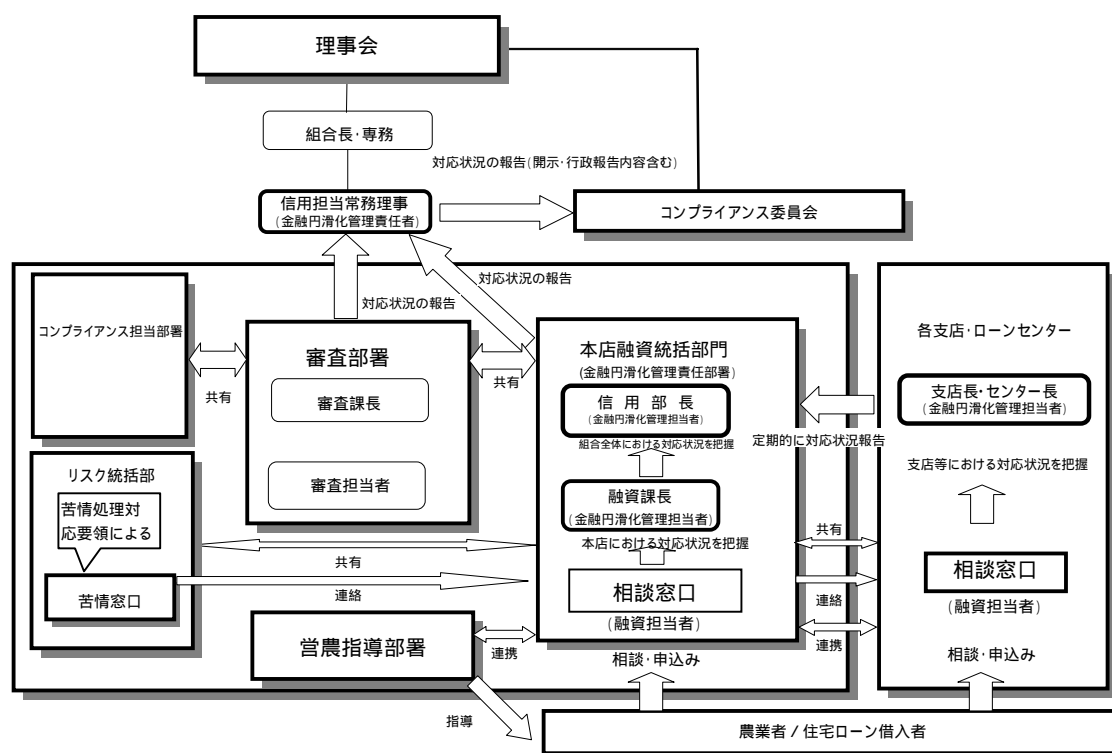 理事会
組合長・専務
対応状況の報告(開示・行政報告内容含む)
信用担当常務理事
(金融円滑化管理責任者)
コンプライアンス委員会
対応状況の報告
対応状況の報告
コンプライアンス担当部署
共有
審査部署
審査課長
審査担当者
共有
本店融資統括部門
(金融円滑化管理責任部署)
信用部長
(金融円滑化管理担当者)
組合全体における対応状況を把握
融資課長
(金融円滑化管理担当者)
本店における対応状況を把握
相談窓口
(融資担当者)
相談・申込み
各支店・ローンセンター
支店長・センター長
(金融円滑化管理担当者)
定期的に対応状況報告
支店等における対応状況を把握
相談窓口
(融資担当者)
相談・申込み
共有
連絡
連携
リスク統括部
苦情処理対
応要領による
苦情窓口
共有
連絡
営農指導部署
連携
指導
農業者/住宅ローン借入者